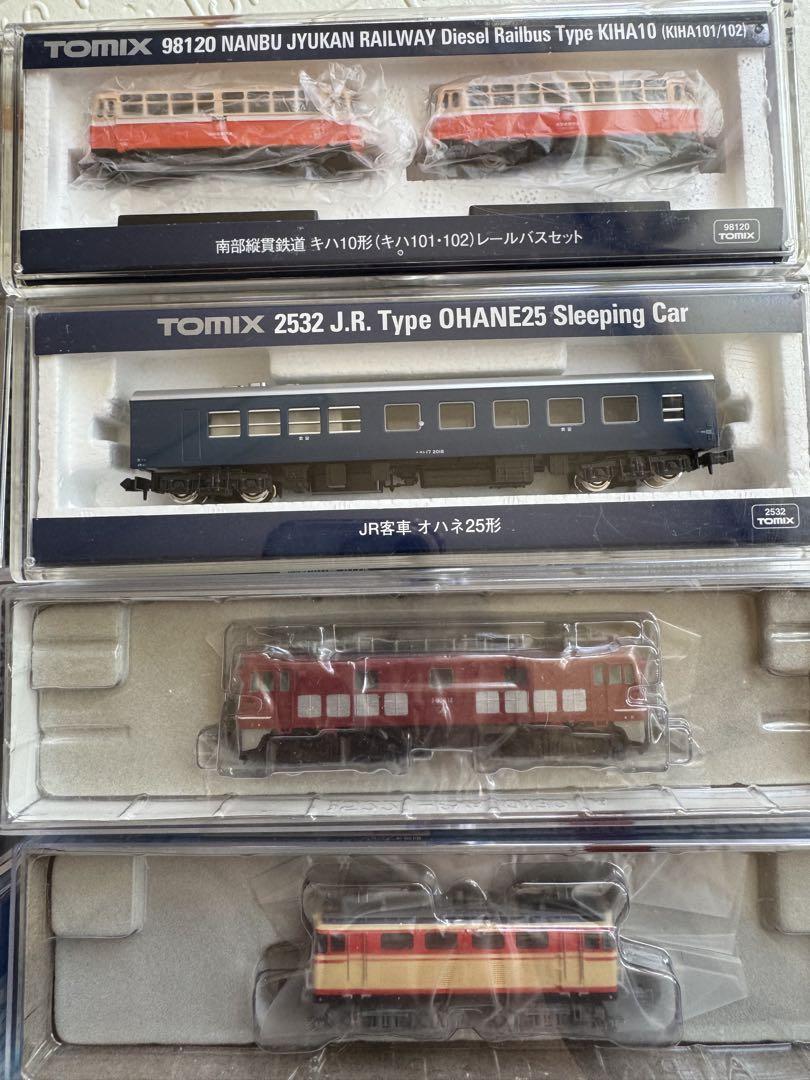 TOMIX 98120 NANBU JYUKAN RAILWAY Diesel Railbus Type KIHA10 (KIHA101/102)
南部縦貫鉄道 キハ10形(キハ101・102)レールバスセット
98120
TOMIX
TOMIX 2532 J.R. Type OHANE25 Sleeping Car
JR客車 オハネ25形
2532
TOMIX